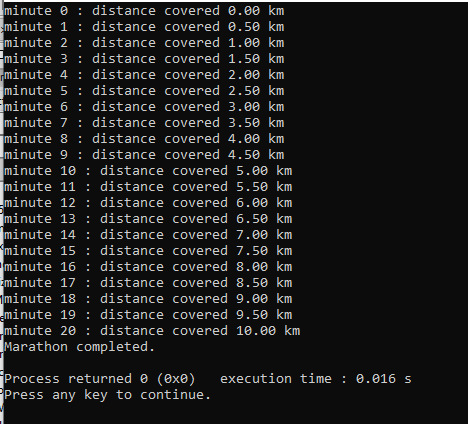 minute 0 : distance covered 0.00 km
minute 1 : distance covered 0.50 km
minute 2 : distance covered 1.00 km
minute 3 : distance covered 1.50 km
minute 4 : distance covered 2.00 km
minute 5 : distance covered 2.50 km
minute 6 : distance covered 3.00 km
minute 7 : distance covered 3.50 km
minute 8 : distance covered 4.00 km
minute 9 : distance covered 4.50 km
minute 10 : distance covered 5.00 km
minute 11 : distance covered 5.50 km
minute 12 : distance covered 6.00 km
minute 13 : distance covered 6.50 km
minute 14 : distance covered 7.00 km
minute 15 : distance covered 7.50 km
minute 16 : distance covered 8.00 km
minute 17 : distance covered 8.50 km
minute 18 : distance covered 9.00 km
minute 19 : distance covered 9.50 km
minute 20 : distance covered 10.00 km
Marathon completed.
Process returned 0 (0x0)   execution time : 0.016 s
Press any key to continue.